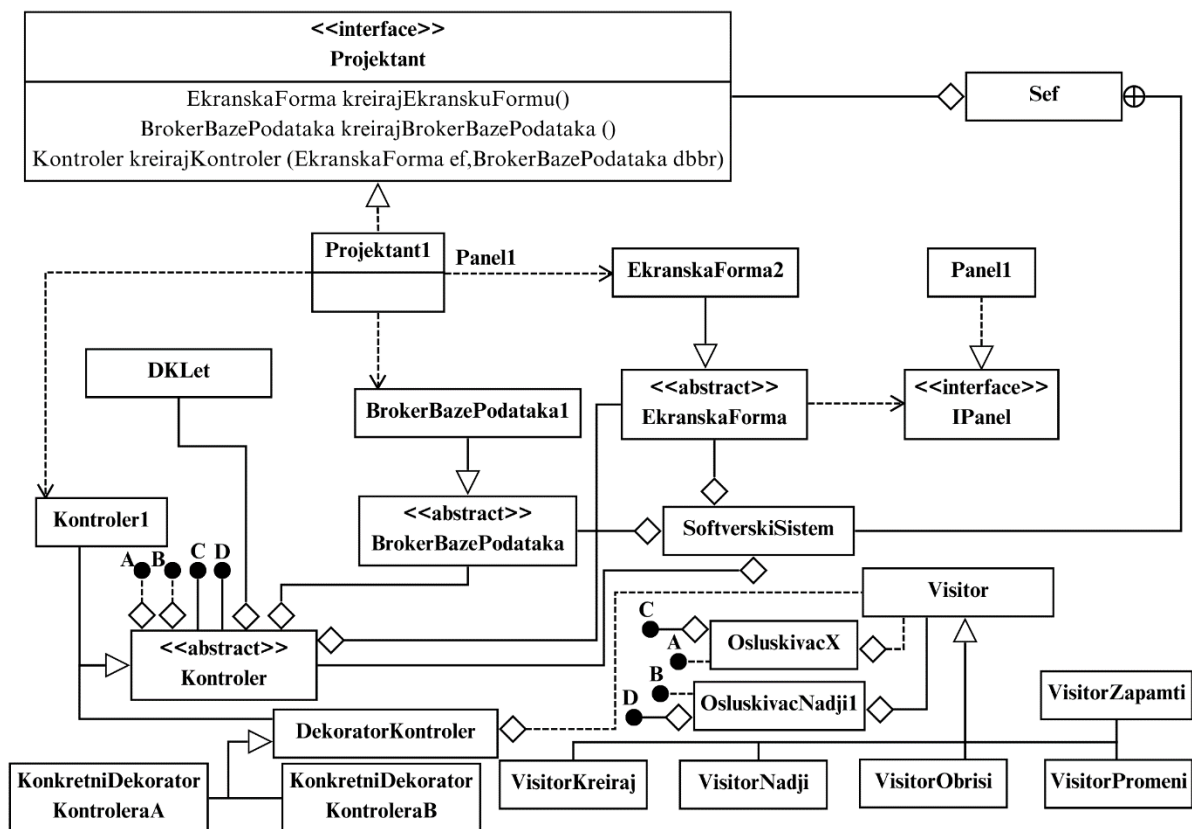 <<interface>>
Projektant
EkranskaForma kreirajEkranskuFormu()
BrokerBazePodataka kreirajBrokerBazePodataka ()
Kontroler kreirajKontroler (EkranskaForma ef,BrokerBazePodataka dbbr)
Sef
Projektant1
Panel1
EkranskaForma2
Panel1
DKLet
BrokerBazePodataka1
<<abstract>>
EkranskaForma
<<interface>>
IPanel
Kontroler1
<<abstract>>
BrokerBazePodataka
SoftverskiSistem
A
B
C
D
Visitor
<<abstract>>
Kontroler
C
OsluskivacX
A
B
OsluskivacNadji1
D
DekoratorKontroler
VisitorZapamti
KonkretniDekorator
KontroleraA
KonkretniDekorator
KontroleraB
VisitorKreiraj
VisitorNadji
VisitorObrisi
VisitorPromeni